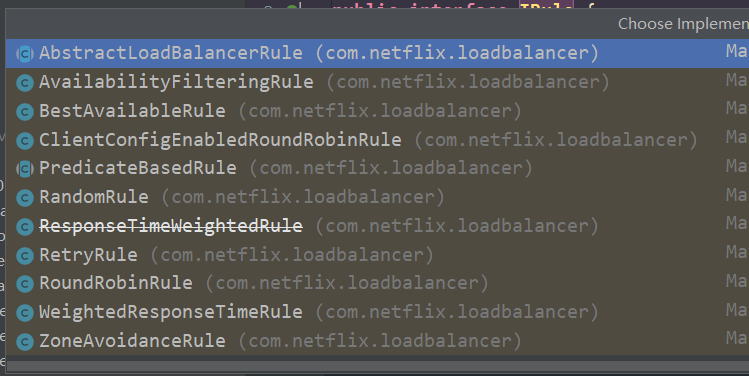 public interface IRule {
Choose Implemen
AbstractLoadBalancerRule (com.netflix.loadbalancer) Ma
AvailabilityFilteringRule (com.netflix.loadbalancer) Ma
BestAvailableRule (com.netflix.loadbalancer) Ma
ClientConfigEnabledRoundRobinRule (com.netflix.loadbalancer) Ma
PredicateBasedRule (com.netflix.loadbalancer) Ma
RandomRule (com.netflix.loadbalancer) Ma
ResponseTimeWeightedRule (com.netflix.loadbalancer) Ma
RetryRule (com.netflix.loadbalancer) Ma
RoundRobinRule (com.netflix.loadbalancer) Ma
WeightedResponseTimeRule (com.netflix.loadbalancer) Ma
ZoneAvoidanceRule (com.netflix.loadbalancer) Ma